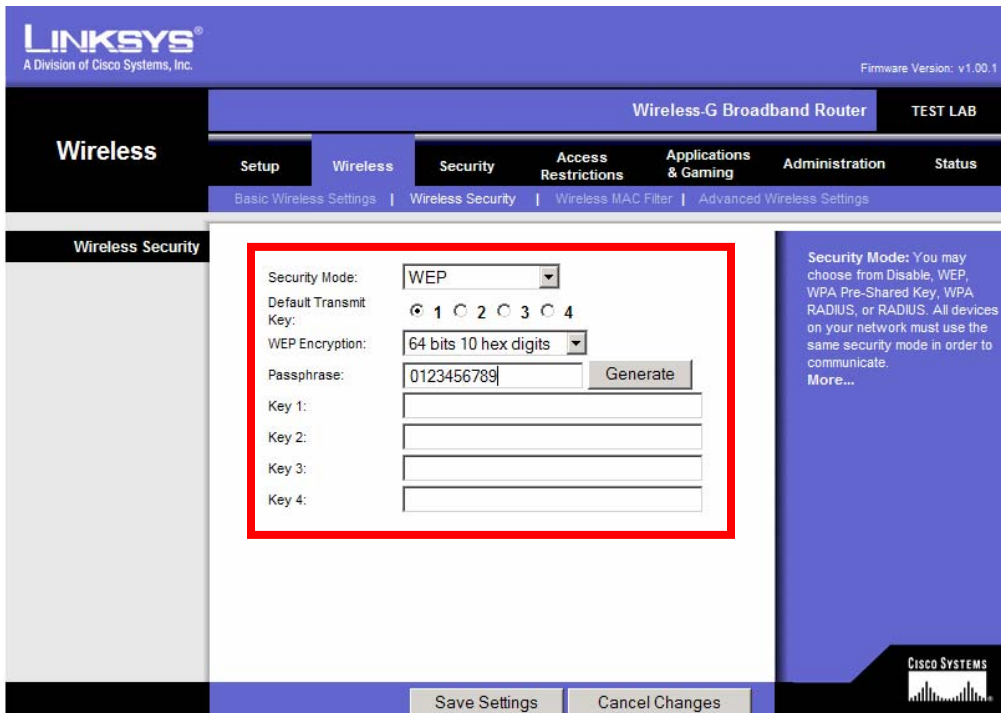 LINKSYS®
A Division of Cisco Systems, Inc.
Firmware Version: v1.00.1
Wireless-G Broadband Router
TEST LAB
Wireless
Setup
Wireless
Security
Access
Restrictions
Applications
& Gaming
Administration
Status
Basic Wireless Settings | Wireless Security | Wireless MAC Filter | Advanced Wireless Settings
Wireless Security
Security Mode: WEP
Default Transmit
Key:
1 2 3 4
WEP Encryption: 64 bits 10 hex digits
Passphrase: 0123456789 Generate
Key 1:
Key 2:
Key 3:
Key 4:
Security Mode: You may
choose from Disable, WEP,
WPA Pre-Shared Key, WPA
RADIUS, or RADIUS. All devices
on your network must use the
same security mode in order to
communicate.
More...
Save Settings
Cancel Changes
CISCO SYSTEMS